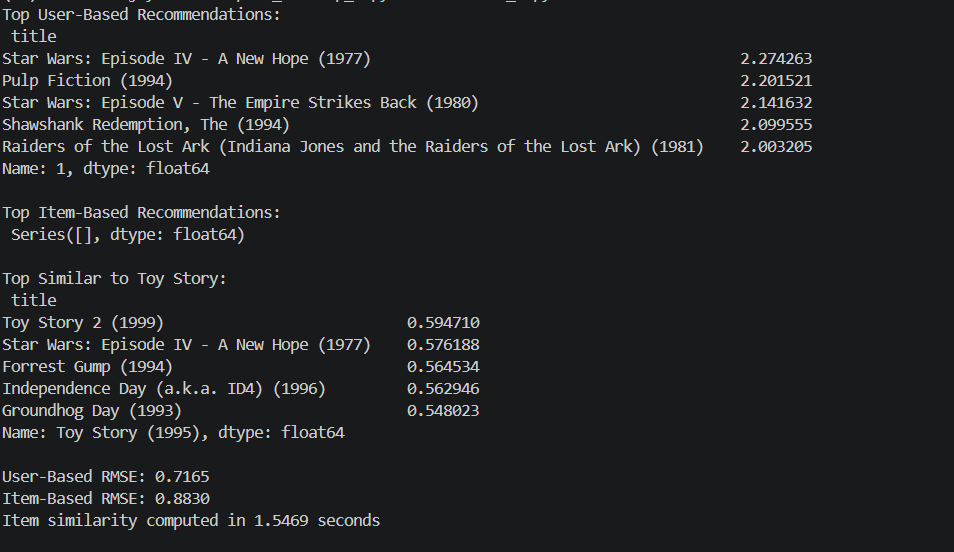 Top User-Based Recommendations:
title
Star Wars: Episode IV - A New Hope (1977) 2.274263
Pulp Fiction (1994) 2.201521
Star Wars: Episode V - The Empire Strikes Back (1980) 2.141632
Shawshank Redemption, The (1994) 2.099555
Raiders of the Lost Ark (Indiana Jones and the Raiders of the Lost Ark) (1981) 2.003205
Name: 1, dtype: float64
Top Item-Based Recommendations:
Series([], dtype: float64)
Top Similar to Toy Story:
title
Toy Story 2 (1999) 0.594710
Star Wars: Episode IV - A New Hope (1977) 0.576188
Forrest Gump (1994) 0.564534
Independence Day (a.k.a. ID4) (1996) 0.562946
Groundhog Day (1993) 0.548023
Name: Toy Story (1995), dtype: float64
User-Based RMSE: 0.7165
Item-Based RMSE: 0.8830
Item similarity computed in 1.5469 seconds